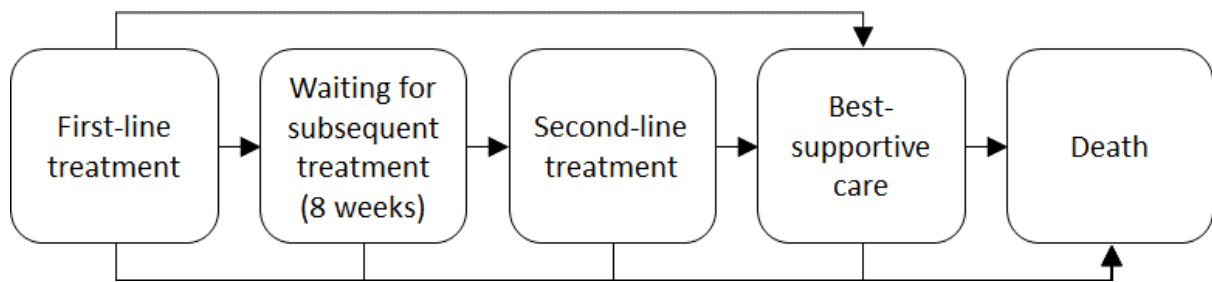 First-line
treatment
Waiting for
subsequent
treatment
(8 weeks)
Second-line
treatment
Best-
supportive
care
Death